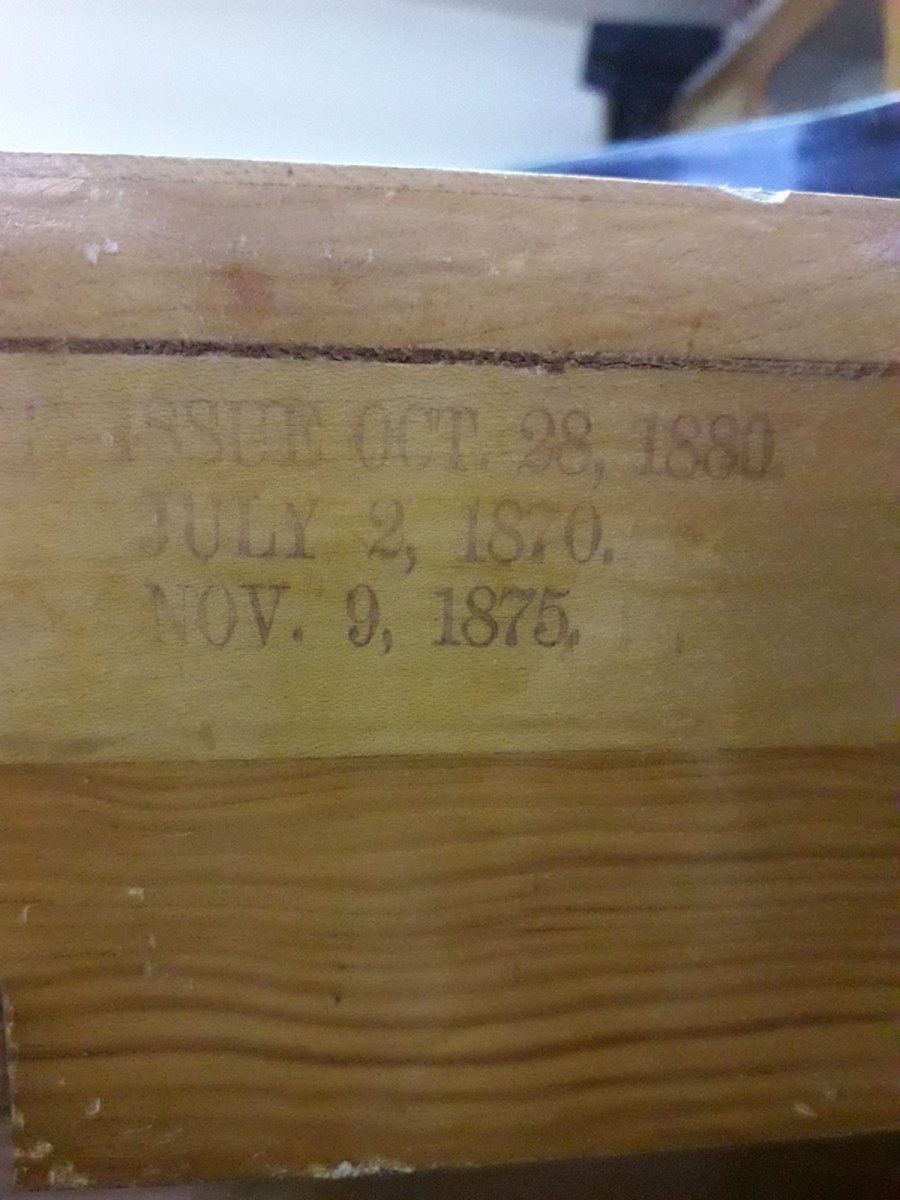 ISSUE OCT. 28, 1880.
JULY 2, 1870.
NOV. 9, 1875.